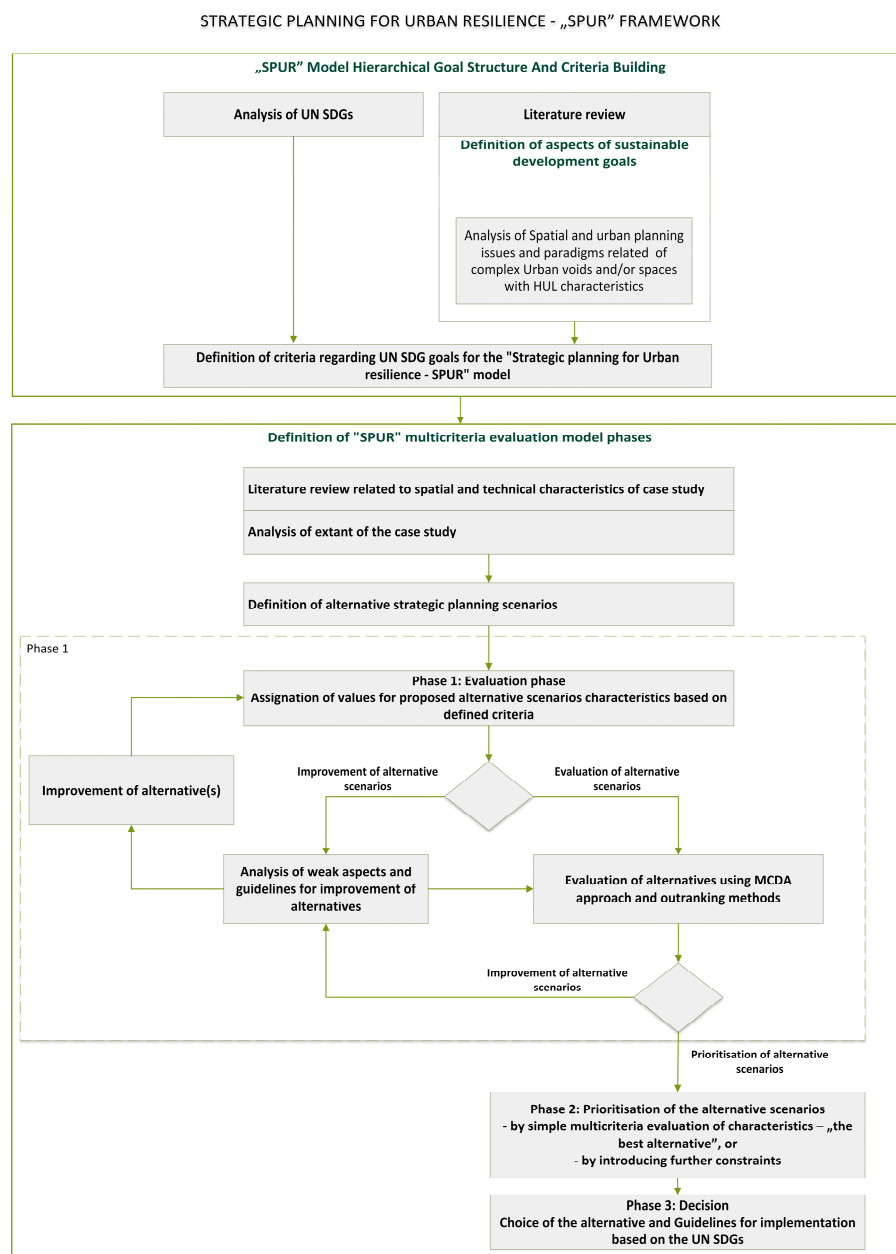 STRATEGIC PLANNING FOR URBAN RESILIENCE - „SPUR” FRAMEWORK
„SPUR” Model Hierarchical Goal Structure And Criteria Building
Analysis of UN SDGs
Literature review
Definition of aspects of sustainable
development goals
Analysis of Spatial and urban planning
issues and paradigms related of
complex Urban voids and/or spaces
with HUL characteristics
Definition of criteria regarding UN SDG goals for the "Strategic planning for Urban
resilience - SPUR" model
Definition of "SPUR" multicriteria evaluation model phases
Literature review related to spatial and technical characteristics of case study
Analysis of extant of the case study
Definition of alternative strategic planning scenarios
Phase 1
Phase 1: Evaluation phase
Assignation of values for proposed alternative scenarios characteristics based on
defined criteria
Improvement of alternative
scenarios
Evaluation of alternative
scenarios
Improvement of alternative(s)
Analysis of weak aspects and
guidelines for improvement of
alternatives
Evaluation of alternatives using MCDA
approach and outranking methods
Improvement of alternative
scenarios
Prioritisation of alternative
scenarios
Phase 2: Prioritisation of the alternative scenarios
- by simple multicriteria evaluation of characteristics – „the
best alternative”, or
- by introducing further constraints
Phase 3: Decision
Choice of the alternative and Guidelines for implementation
based on the UN SDGs